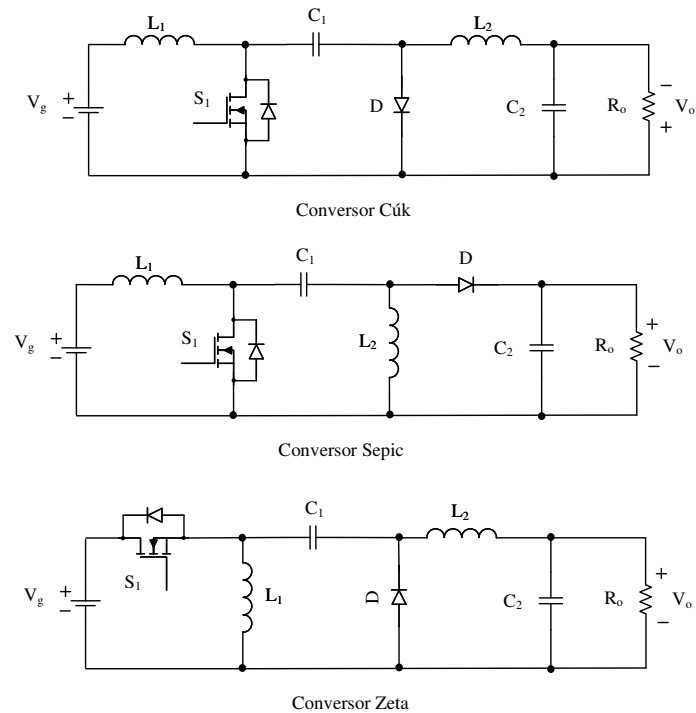 L₁ C₁ L₂
V_g + − S₁ D C₂ R_o − V_o +
Conversor Cúk
L₁ C₁ D
V_g + − S₁ L₂ C₂ R_o + V_o −
Conversor Sepic
C₁ L₂
V_g + − S₁ L₁ D C₂ R_o + V_o −
Conversor Zeta